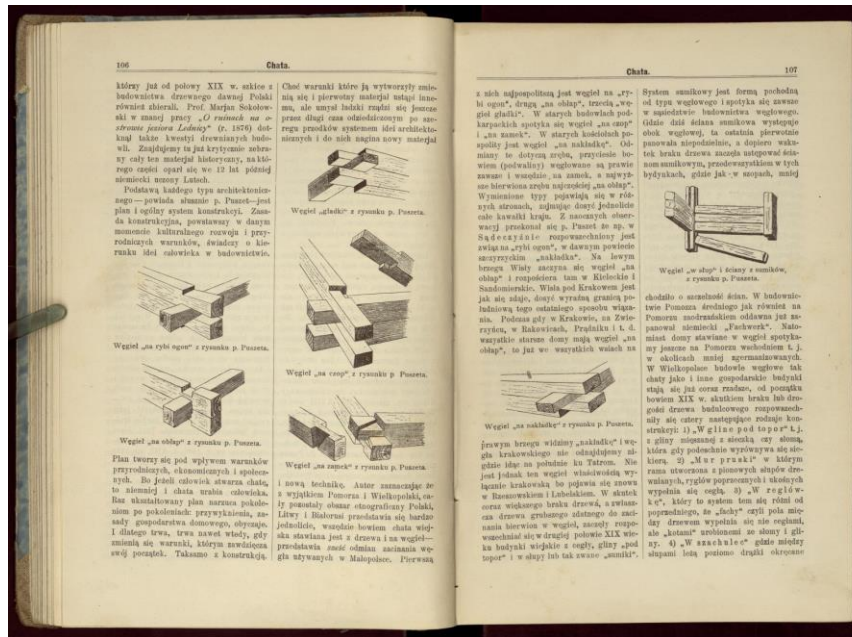 106
Chata.
którzy już od połowy XIX w. szkice z
budownictwa drzewnego dawnej Polski
również zbierali. Prof. Marjan Sokołow-
ski w znanej pracy „O ruinach na o-
strowie jeziora Lednicy“ (r. 1876) dot-
knął także kwestyi drewnianych budo-
wli. Znajdujemy tu już krytycznie zebra-
ny cały ten materjał historyczny, na któ-
rego części oparł się we 12 lat później
niemiecki uczony Lutsch.
Podstawą każdego typu architektonicz-
nego — powiada słusznie p. Puszet—jest
plan i ogólny system konstrukcyi. Zasa-
da konstrukcyjna, powstawszy w danym
momencie kulturalnego rozwoju i przy-
rodniczych warunków, świadczy o kie-
runku idei człowieka w budownictwie.
Węgieł „na rybi ogon“ z rysunku p. Puszeta.
Węgieł „na obłap“ z rysunku p. Puszeta.
Plan tworzy się pod wpływem warunków
przyrodniczych, ekonomicznych i społecz-
nych. Bo jeżeli człowiek stwarza chatę,
to niemniej i chata urabia człowieka.
Raz ukształtowany plan narzuca pokole-
niom po pokoleniach: przywyknienia, za-
sady gospodarstwa domowego, obyczaje.
I dlatego trwa, trwa nawet wtedy, gdy
zmienią się warunki, którym zawdzięcza
swój początek. Taksamo z konstrukcją.
Choć warunki które ją wytworzyły zmie-
nią się i pierwotny materjał ustąpi inne-
mu, ale umysł ludzki rządzi się jeszcze
przez długi czas odziedziczonym po sze-
regu przodków systemem idei architekto-
nicznych i do nich nagina nowy materjał
Węgieł „gładki“ z rysunku p. Puszeta.
Węgieł „na czop“ z rysunku p. Puszeta.
Węgieł „na zamek“ z rysunku p. Puszeta.
i nową technikę. Autor zaznaczając że
z wyjątkiem Pomorza i Wielkopolski, ca-
ły pozostały obszar etnograficzny Polski,
Litwy i Białorusi przedstawia się bardzo
jednolicie, wszędzie bowiem chata wiej-
ska stawiana jest z drzewa i na węgieł—
przedstawia sześć odmian zacinania wę-
gła używanych w Małopolsce. Pierwszą
Chata.
107
z nich najpospolitszą jest węgieł na „ry-
bi ogon“, drugą „na obłap“, trzecią „wę-
gieł gładki“. W starych budowlach pod-
karpackich spotyka się węgieł „na czop“
i „na zamek“. W starych kościołach po-
spolity jest węgieł „na nakładkę“. Od-
miany te dotyczą zrębu, przyciesie bo-
wiem (podwaliny) węgłowane są prawie
zawsze i wszędzie na zamek, a najwyż-
sze bierwiona zrębu najczęściej „na obłap“.
Wymienione typy pojawiają się w róż-
nych stronach, zajmując dosyć jednolicie
całe kawałki kraju. Z naocznych obser-
wacyj przekonał się p. Puszet że np. w
Sądeczyźnie rozpowszechniony jest
związ na „rybi ogon“, w dawnym powiecie
szczyrzyckim „nakładka“. Na lewym
brzegu Wisły zaczyna się węgieł „na
obłap“ i rozpościera tam w Kieleckie i
Sandomierskie. Wisła pod Krakowem jest
jak się zdaje, dosyć wyraźną granicą po-
łudniową tego ostatniego sposobu wiąza-
nia. Podczas gdy w Krakowie, na Zwie-
rzyńcu, w Rakowicach, Prądniku i t. d.
wszystkie starsze domy mają węgieł „na
obłap“, to już we wszystkich wsiach na
Węgieł „na nakładkę“ z rysunku p. Puszeta.
prawym brzegu widzimy „nakładkę“ i wę-
gła krakowskiego nie odnajdujemy ni-
gdzie idąc na południe ku Tatrom. Nie
jest jednak ten węgieł właściwością wy-
łącznie krakowską bo pojawia się znowu
w Rzeszowskiem i Lubelskiem. W skutek
coraz większego braku drzewa, a zwłasz-
cza drzewa grubszego zdatnego do zaci-
nania bierwion w węgieł, zaczęły rozpo-
wszechniać się w drugiej połowie XIX wie-
ku budynki wiejskie z cegły, gliny „pod
topór“ i w słupy lub tak zwane „sumiki“.
System sumikowy jest formą pochodną
od typu węgłowego i spotyka się zawsze
w sąsiedztwie budownictwa węgłowego.
Gdzie dziś ściana sumikowa występuje
obok węgłowej, ta ostatnia pierwotnie
panowała niepodzielnie, a dopiero wsku-
tek braku drzewa zaczęła ustępować ścia-
nom sumikowym, przedewszystkiem w tych
budynkach, gdzie jak w szopach, mniej
Węgieł „w słup“ i ściany z sumików,
z rysunku p. Puszeta.
chodziło o szczelność ścian. W budownic-
twie Pomorza średniego jak również na
Pomorzu zaodrzańskiem oddawna już za-
panował niemiecki „Fachwerk“. Nato-
miast domy stawiane w węgieł spotyka-
my jeszcze na Pomorzu wschodniem t. j.
w okolicach mniej zgermanizowanych.
W Wielkopolsce budowle węgłowe tak
chaty jako i inne gospodarskie budynki
stają się już coraz rzadsze, od początku
bowiem XIX w. skutkiem braku lub dro-
gości drzewa budulcowego rozpowszech-
niły się cztery następujące rodzaje kon-
strukcyi: 1) „W glinę pod topór“ t. j.
z gliny mięszanej z sieczką czy słomą,
która gdy podeschnie wyrównywa się sie-
kierą. 2) „Mur pruski“ w którym
rama utworzona z pionowych słupów dre-
wnianych, ryglów poprzecznych i ukośnych
wypełnia się cegłą. 3) „W reglów-
kę“, który to system tem się różni od
poprzedniego, że „fachy“ czyli pola mię-
dzy drzewem wypełnia się nie cegłami,
ale „kotami“ urobionemi ze słomy i gli-
ny. 4) „W szachulec“ gdzie między
słupami leżą poziomo drążki okręcane